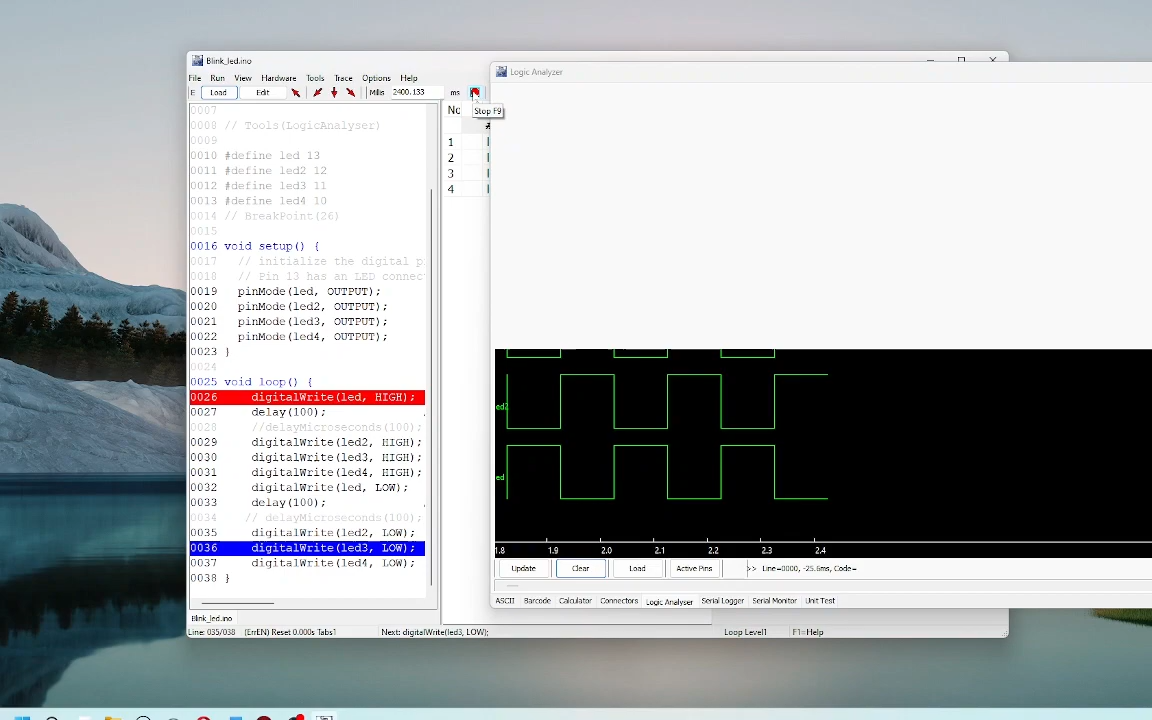 Blink_led.ino
File Run View Hardware Tools Trace Options Help
E Load Edit Millis 2400.133 ms
Stop F9
0007
0008 // Tools(LogicAnalyser)
0009
0010 #define led 13
0011 #define led2 12
0012 #define led3 11
0013 #define led4 10
0014 // BreakPoint(26)
0015
0016 void setup() {
0017 // initialize the digital p
0018 // Pin 13 has an LED connec
0019 pinMode(led, OUTPUT);
0020 pinMode(led2, OUTPUT);
0021 pinMode(led3, OUTPUT);
0022 pinMode(led4, OUTPUT);
0023 }
0024
0025 void loop() {
0026 digitalWrite(led, HIGH);
0027 delay(100);
0028 //delayMicroseconds(100);
0029 digitalWrite(led2, HIGH);
0030 digitalWrite(led3, HIGH);
0031 digitalWrite(led4, HIGH);
0032 digitalWrite(led, LOW);
0033 delay(100);
0034 // delayMicroseconds(100);
0035 digitalWrite(led2, LOW);
0036 digitalWrite(led3, LOW);
0037 digitalWrite(led4, LOW);
0038 }
Blink_led.ino
Line: 035/038 (ErrEN) Reset 0.000s Tabs1 Next: digitalWrite(led3, LOW); Loop Level1 F1=Help
No
1
2
3
4
Logic Analyzer
ed2
ed
1.8 1.9 2.0 2.1 2.2 2.3 2.4
Update Clear Load Active Pins >> Line=0000, -25.6ms, Code=
ASCII Barcode Calculator Connectors Logic Analyser Serial Logger Serial Monitor Unit Test